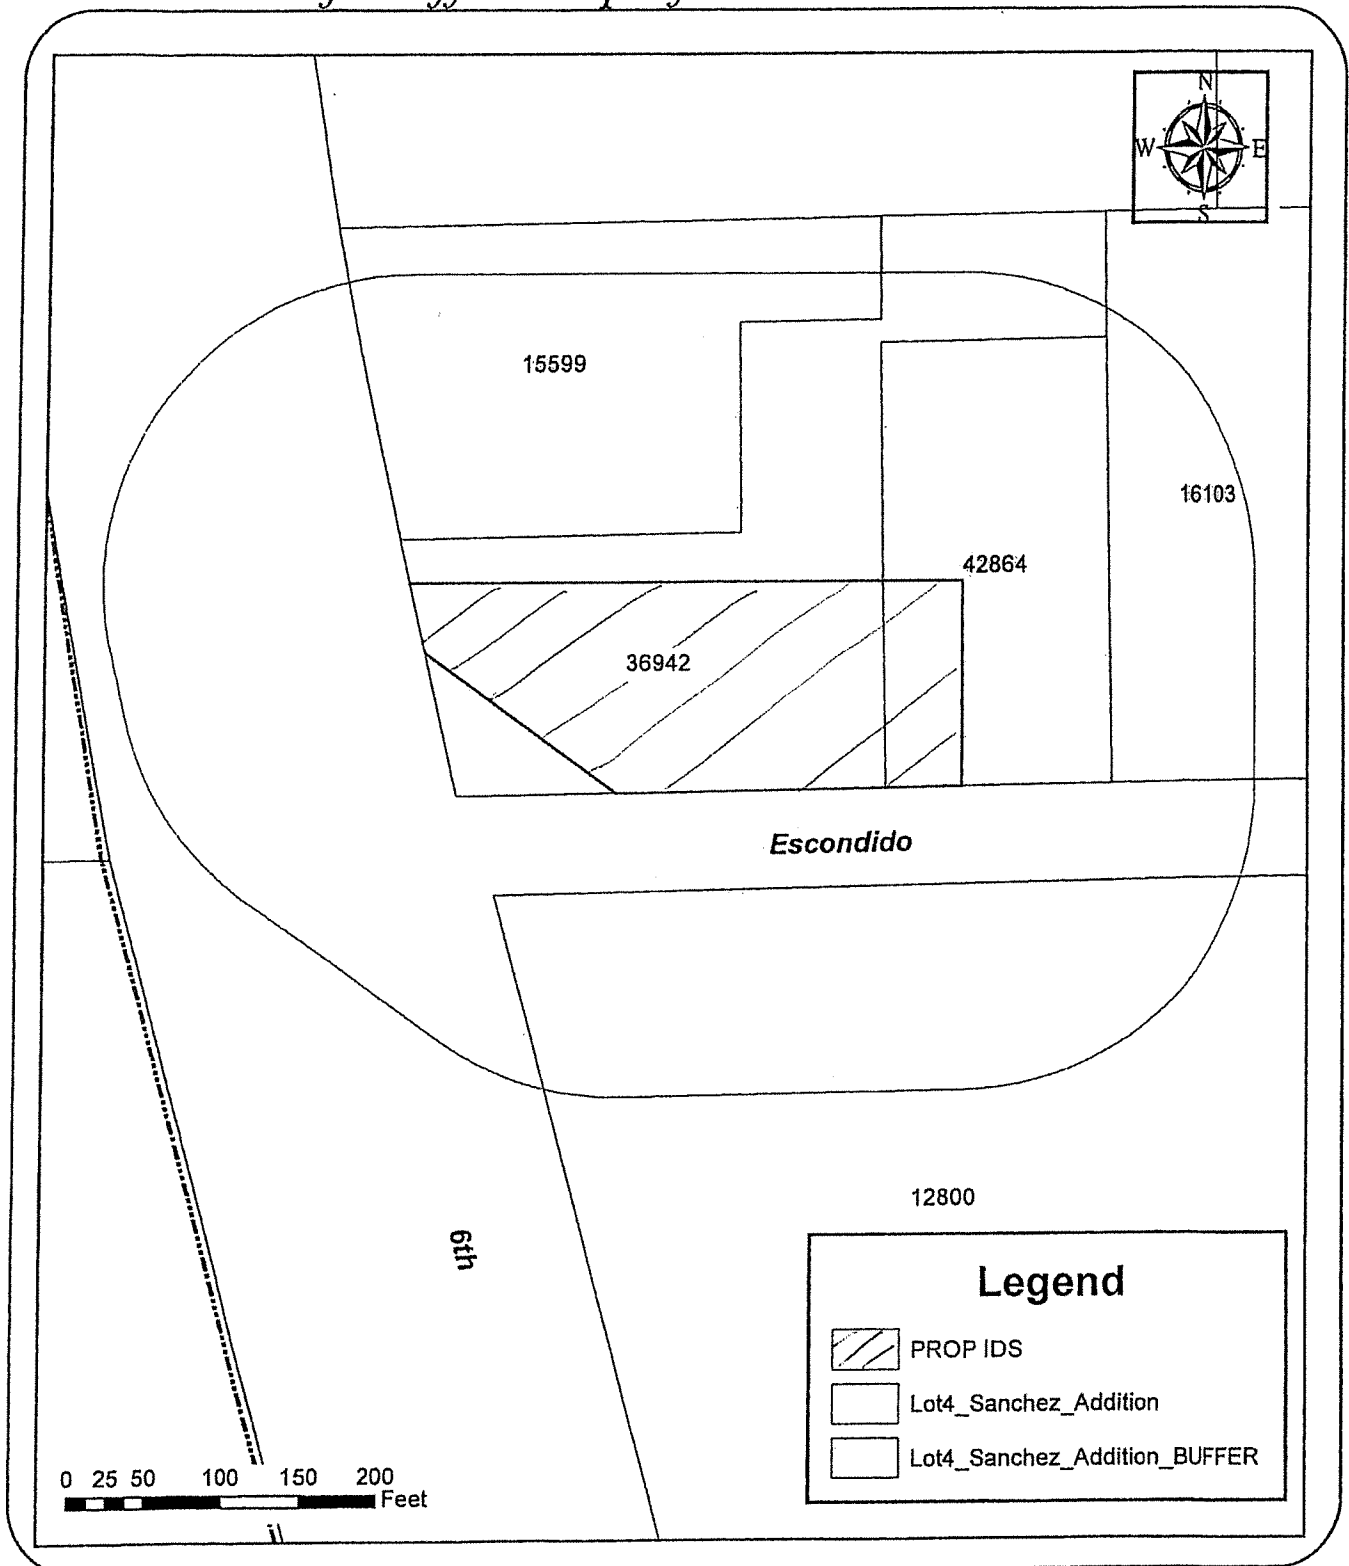 N
W E
S
15599
16103
42864
36942
Escondido
12800
6th
Legend
PROP IDS
Lot4_Sanchez_Addition
Lot4_Sanchez_Addition_BUFFER
0 25 50 100 150 200
Feet